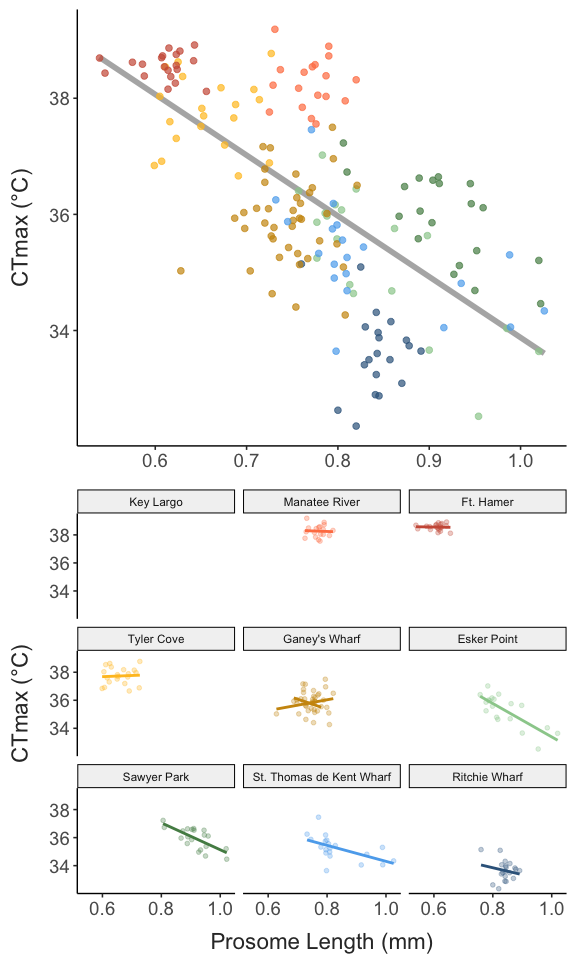 CTmax (°C)
38
36
34
0.6 0.7 0.8 0.9 1.0
Key Largo Manatee River Ft. Hamer
38
36
34
CTmax (°C)
Tyler Cove Ganey's Wharf Esker Point
38
36
34
Sawyer Park St. Thomas de Kent Wharf Ritchie Wharf
38
36
34
0.6 0.8 1.0 0.6 0.8 1.0 0.6 0.8 1.0
Prosome Length (mm)